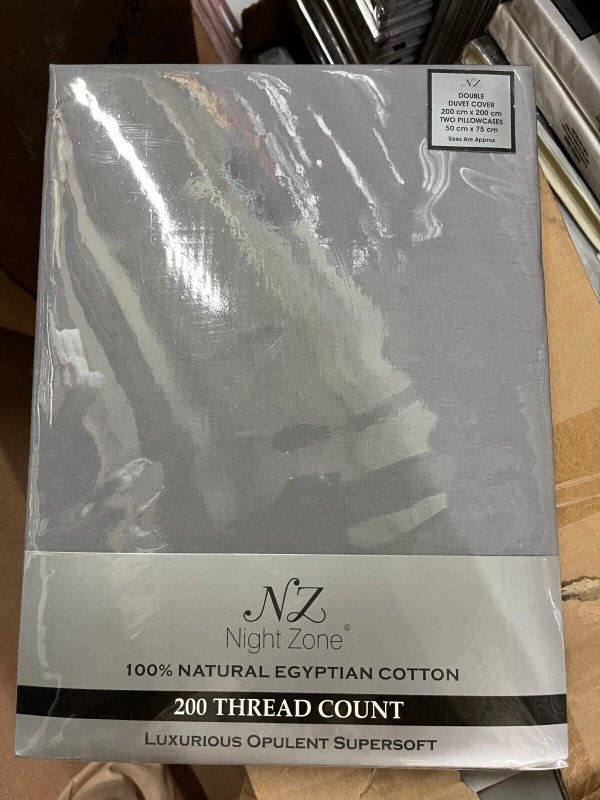 NZ
DOUBLE
DUVET COVER
200 cm x 200 cm
TWO PILLOWCASES
50 cm x 75 cm
Sizes Are Approx
NZ
Night Zone®
100% NATURAL EGYPTIAN COTTON
200 THREAD COUNT
LUXURIOUS OPULENT SUPERSOFT